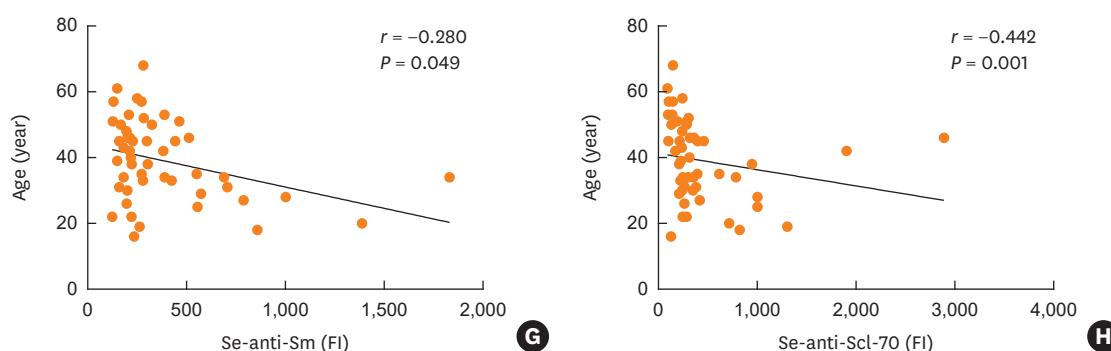 80
60
40
20
0
Age (year)
r = −0.280
P = 0.049
0
500
1,000
1,500
2,000
Se-anti-Sm (FI)
G
80
60
40
20
0
Age (year)
r = −0.442
P = 0.001
0
1,000
2,000
3,000
4,000
Se-anti-Scl-70 (FI)
H